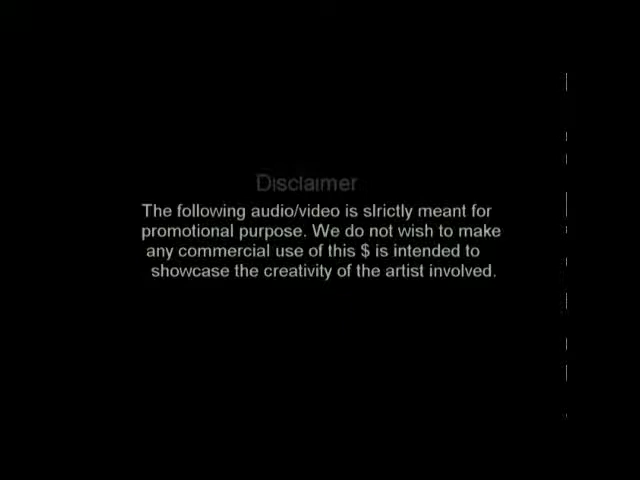 Disclaimer
The following audio/video is slrictly meant for
promotional purpose. We do not wish to make
any commercial use of this $ is intended to
showcase the creativity of the artist involved.